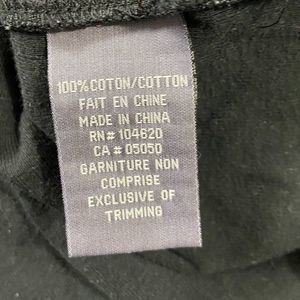 100% COTON/COTTON
FAIT EN CHINE
MADE IN CHINA
RN# 104620
CA # 05050
GARNITURE NON
COMPRISE
EXCLUSIVE OF
TRIMMING